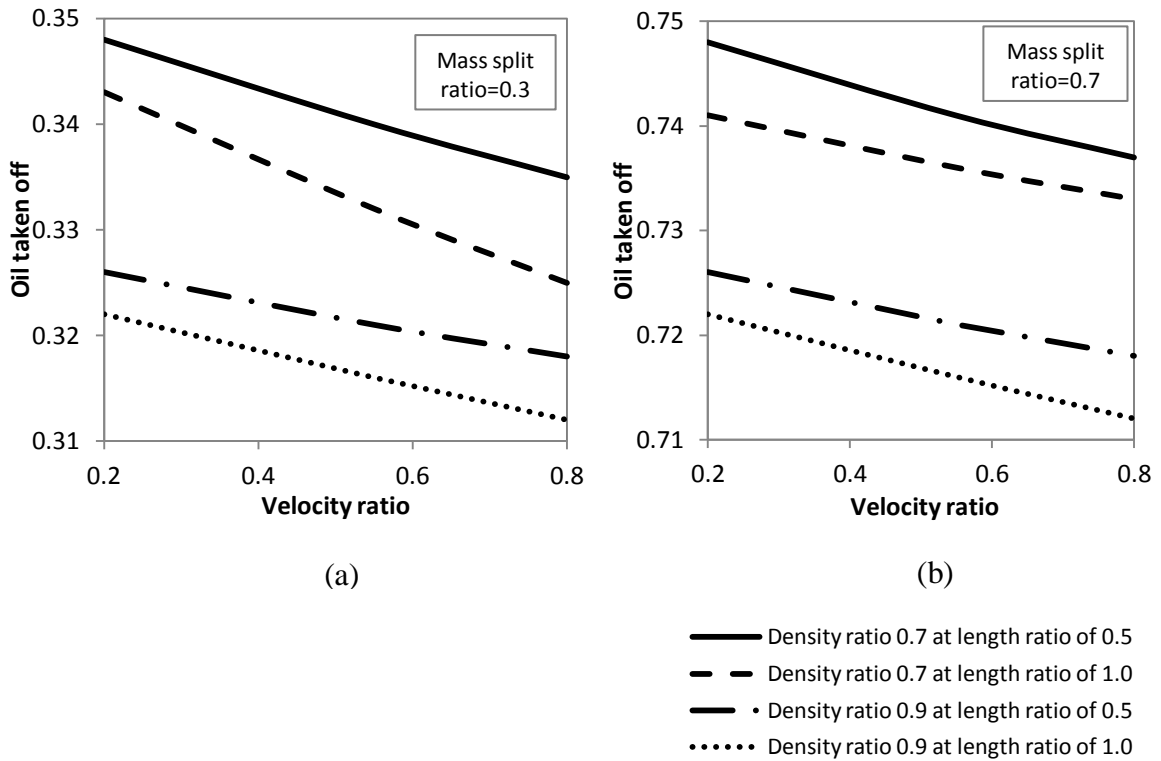 0.35
0.34
0.33
0.32
0.31
Oil taken off
Mass split
ratio=0.3
0.2
0.4
0.6
0.8
Velocity ratio
(a)
0.75
0.74
0.73
0.72
0.71
Oil taken off
Mass split
ratio=0.7
0.2
0.4
0.6
0.8
Velocity ratio
(b)
Density ratio 0.7 at length ratio of 0.5
Density ratio 0.7 at length ratio of 1.0
Density ratio 0.9 at length ratio of 0.5
Density ratio 0.9 at length ratio of 1.0